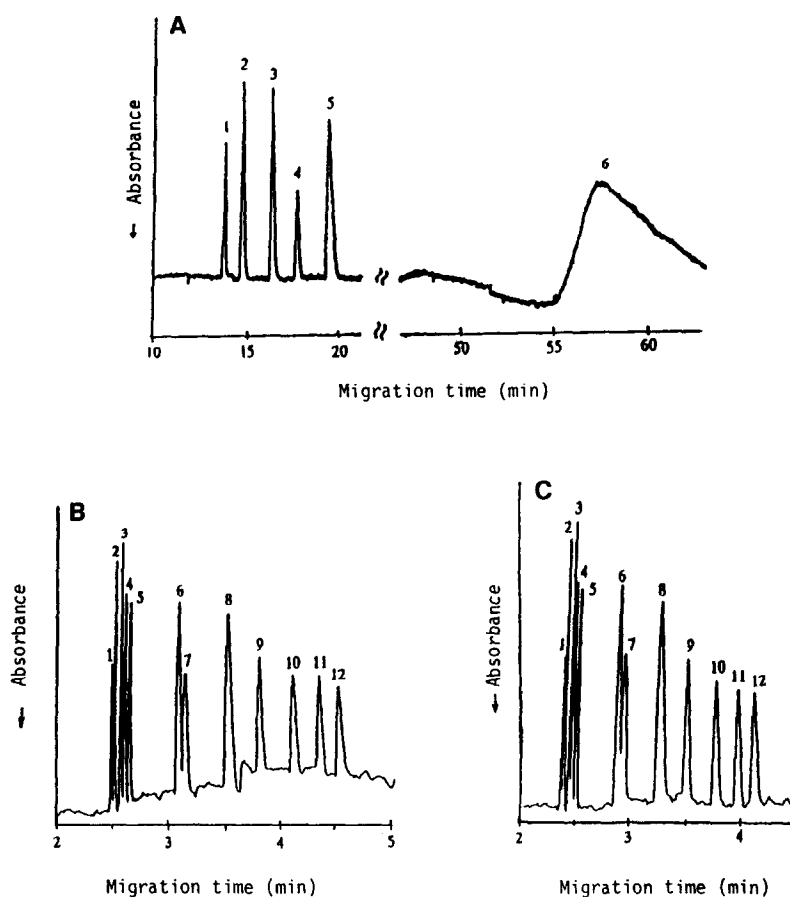 A
1 2 3 4 5 6
← Absorbance
10 15 20 50 55 60
Migration time (min)
B
1 2 3 4 5 6 7 8 9 10 11 12
← Absorbance
2 3 4 5
Migration time (min)
C
1 2 3 4 5 6 7 8 9 10 11 12
← Absorbance
2 3 4
Migration time (min)